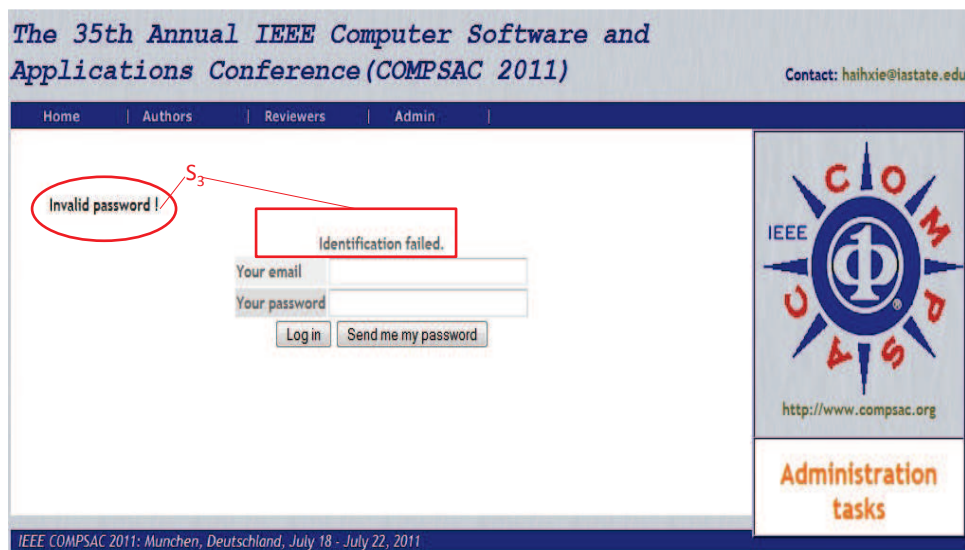 The 35th Annual IEEE Computer Software and
Applications Conference(COMPSAC 2011)
Contact: haihxie@iastate.edu
Home | Authors | Reviewers | Admin |
S3
Invalid password !
Identification failed.
Your email
Your password
Log in Send me my password
COMPSAC
IEEE
®
http://www.compsac.org
Administration
tasks
IEEE COMPSAC 2011: Munchen, Deutschland, July 18 - July 22, 2011